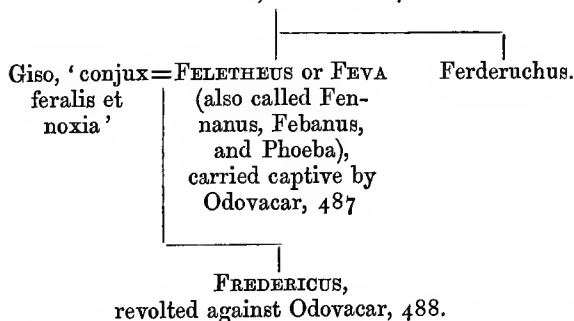 Giso, ‘conjux=FELETHEUS or FEVA Ferderuchus.
feralis et (also called Fen-
noxia’ nanus, Febanus,
and Phoeba),
carried captive by
Odovacar, 487
FREDERICUS,
revolted against Odovacar, 488.